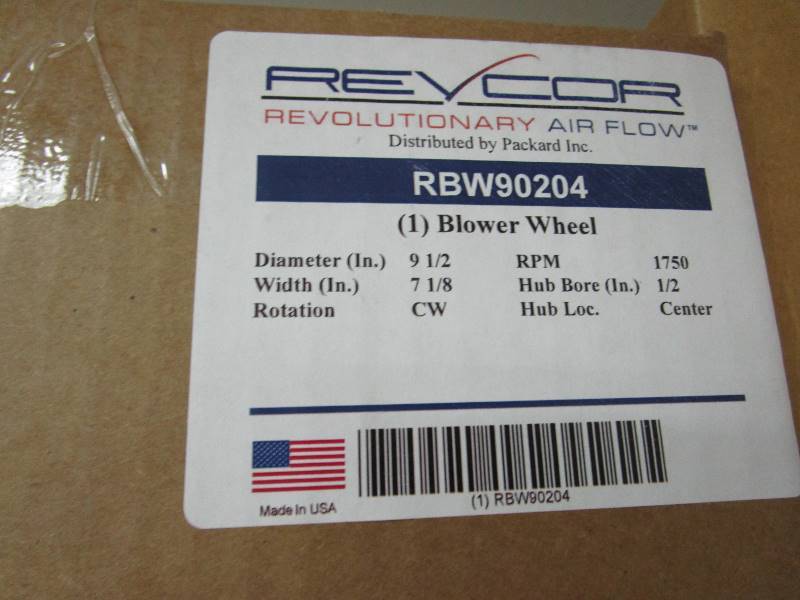 REVCOR
REVOLUTIONARY AIR FLOW™
Distributed by Packard Inc.
RBW90204
(1) Blower Wheel
Diameter (In.) 9 1/2 RPM 1750
Width (In.) 7 1/8 Hub Bore (In.) 1/2
Rotation CW Hub Loc. Center
Made In USA
(1) RBW90204